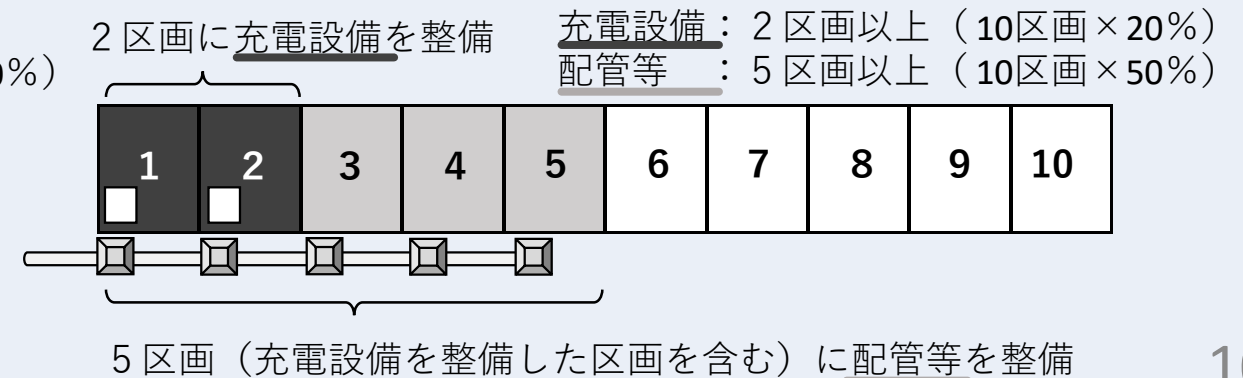 2区画に充電設備を整備
充電設備：2区画以上（10区画×20％）
%）
配管等　：5区画以上（10区画×50％）
1 2 3 4 5 6 7 8 9 10
5区画（充電設備を整備した区画を含む）に配管等を整備